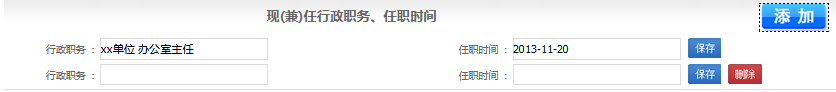 现(兼)任行政职务、任职时间 添 加
行政职务 : xx单位 办公室主任 任职时间 : 2013-11-20 保存
行政职务 : 任职时间 : 保存 删除